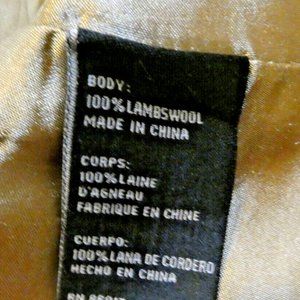 BODY:
100% LAMBSWOOL
MADE IN CHINA
CORPS:
100% LAINE
D'AGNEAU
FABRIQUE EN CHINE
CUERPO:
100% LANA DE CORDERO
HECHO EN CHINA